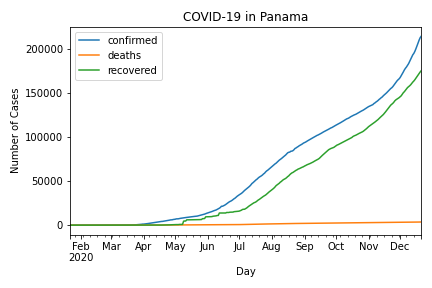 COVID-19 in Panama
confirmed
deaths
recovered
Number of Cases
200000
150000
100000
50000
0
Feb Mar Apr May Jun Jul Aug Sep Oct Nov Dec
2020
Day